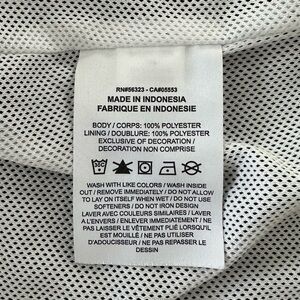 RN#56323 - CA#05553
MADE IN INDONESIA
FABRIQUE EN INDONESIE
BODY / CORPS: 100% POLYESTER
LINING / DOUBLURE: 100% POLYESTER
EXCLUSIVE OF DECORATION /
DECORATION NON COMPRISE
WASH WITH LIKE COLORS / WASH INSIDE
OUT / REMOVE IMMEDIATELY / DO NOT ALLOW
TO LAY ON ITSELF WHEN WET / DO NOT USE
SOFTENERS / DO NOT IRON DESIGN
LAVER AVEC COULEURS SIMILAIRES / LAVER
A L'ENVERS / ENLEVER IMMEDIATEMENT / NE
PAS LAISSER LE VÊTEMENT PLIÉ LORSQU'IL
EST MOUILLÉ / NE PAS UTILISER
D'ADOUCISSEUR / NE PAS REPASSER LE
DESSIN